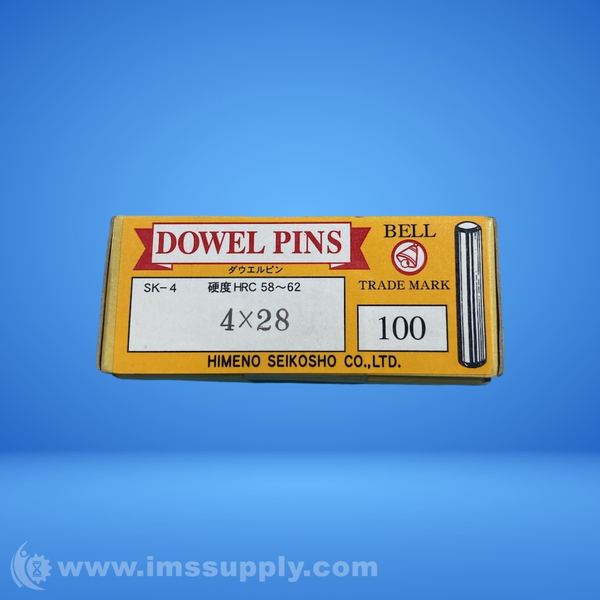 DOWEL PINS
ダウエルピン
BELL
TRADE MARK
SK-4 硬度 HRC 58〜62
4×28
100
HIMENO SEIKOSHO CO.,LTD.
www.imssupply.com